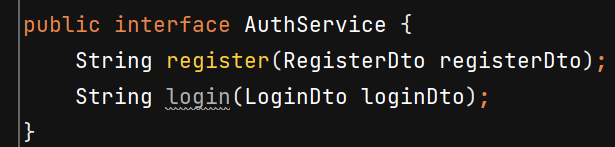 public interface AuthService {
    String register(RegisterDto registerDto);
    String login(LoginDto loginDto);
}